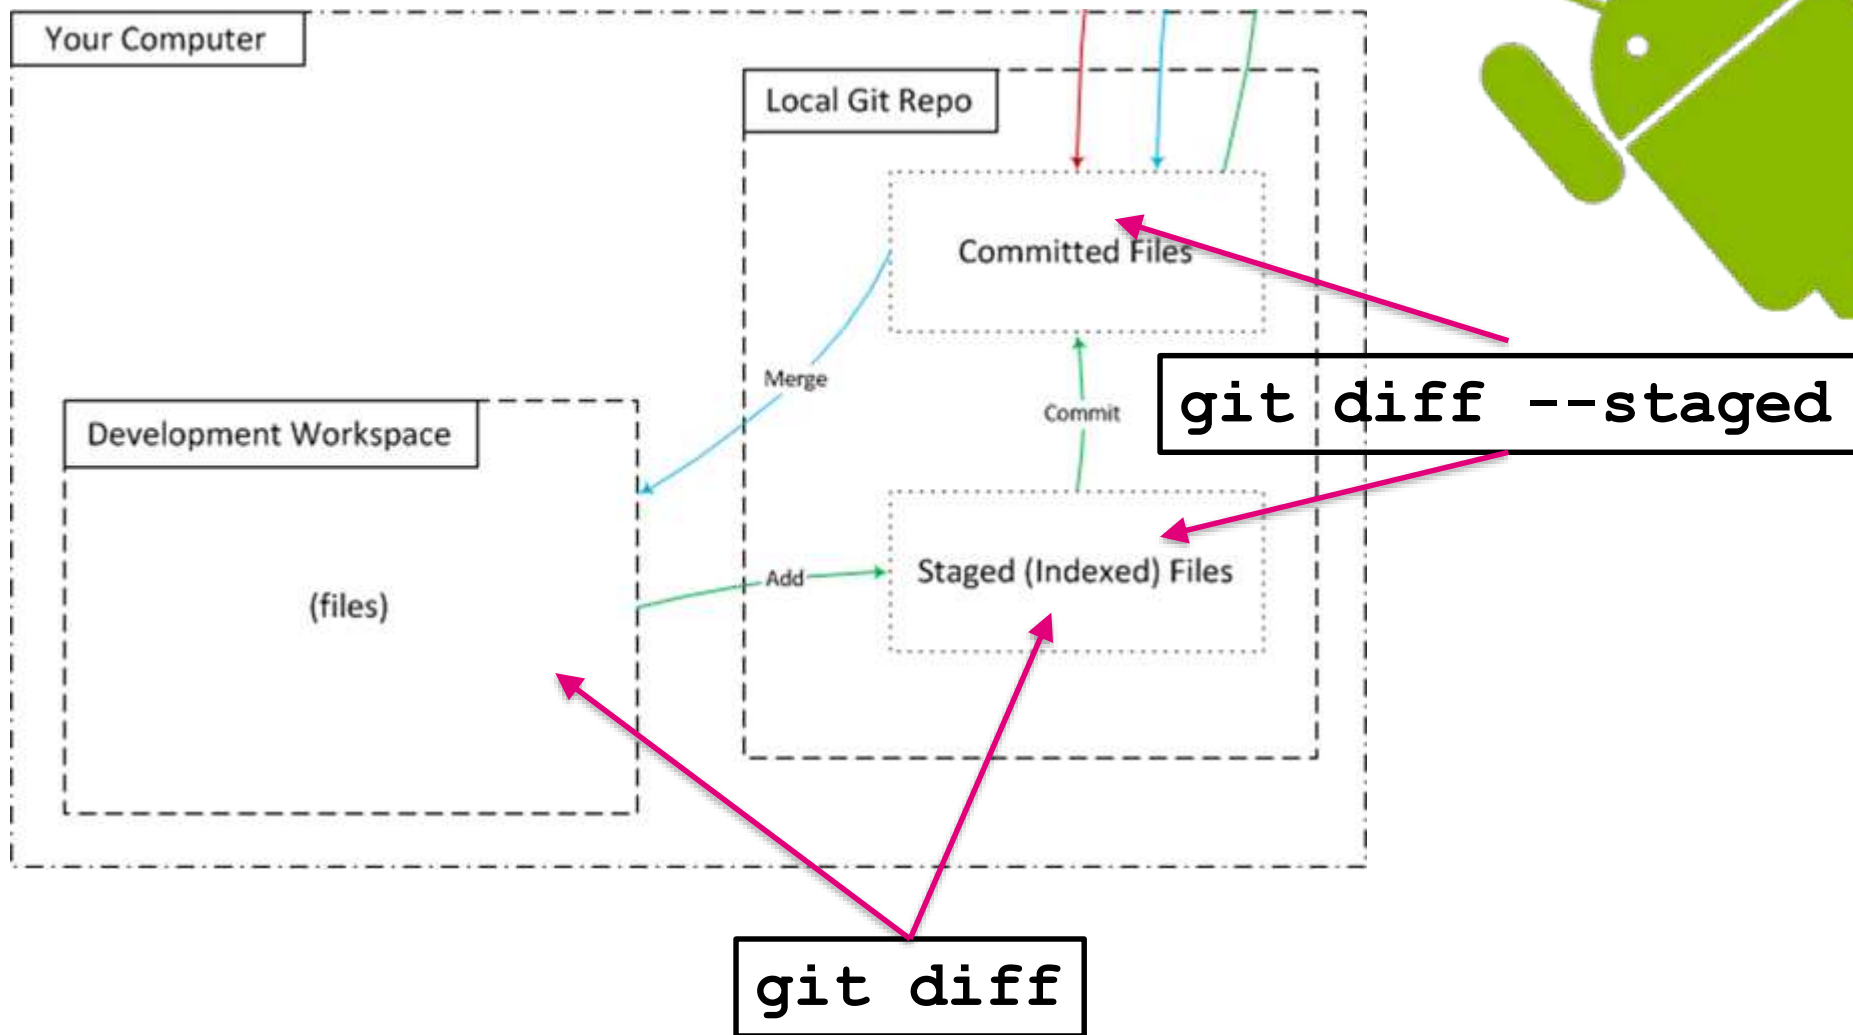 Your Computer
Local Git Repo
Committed Files
Merge
Commit
git diff --staged
Development Workspace
Add
Staged (Indexed) Files
(files)
git diff